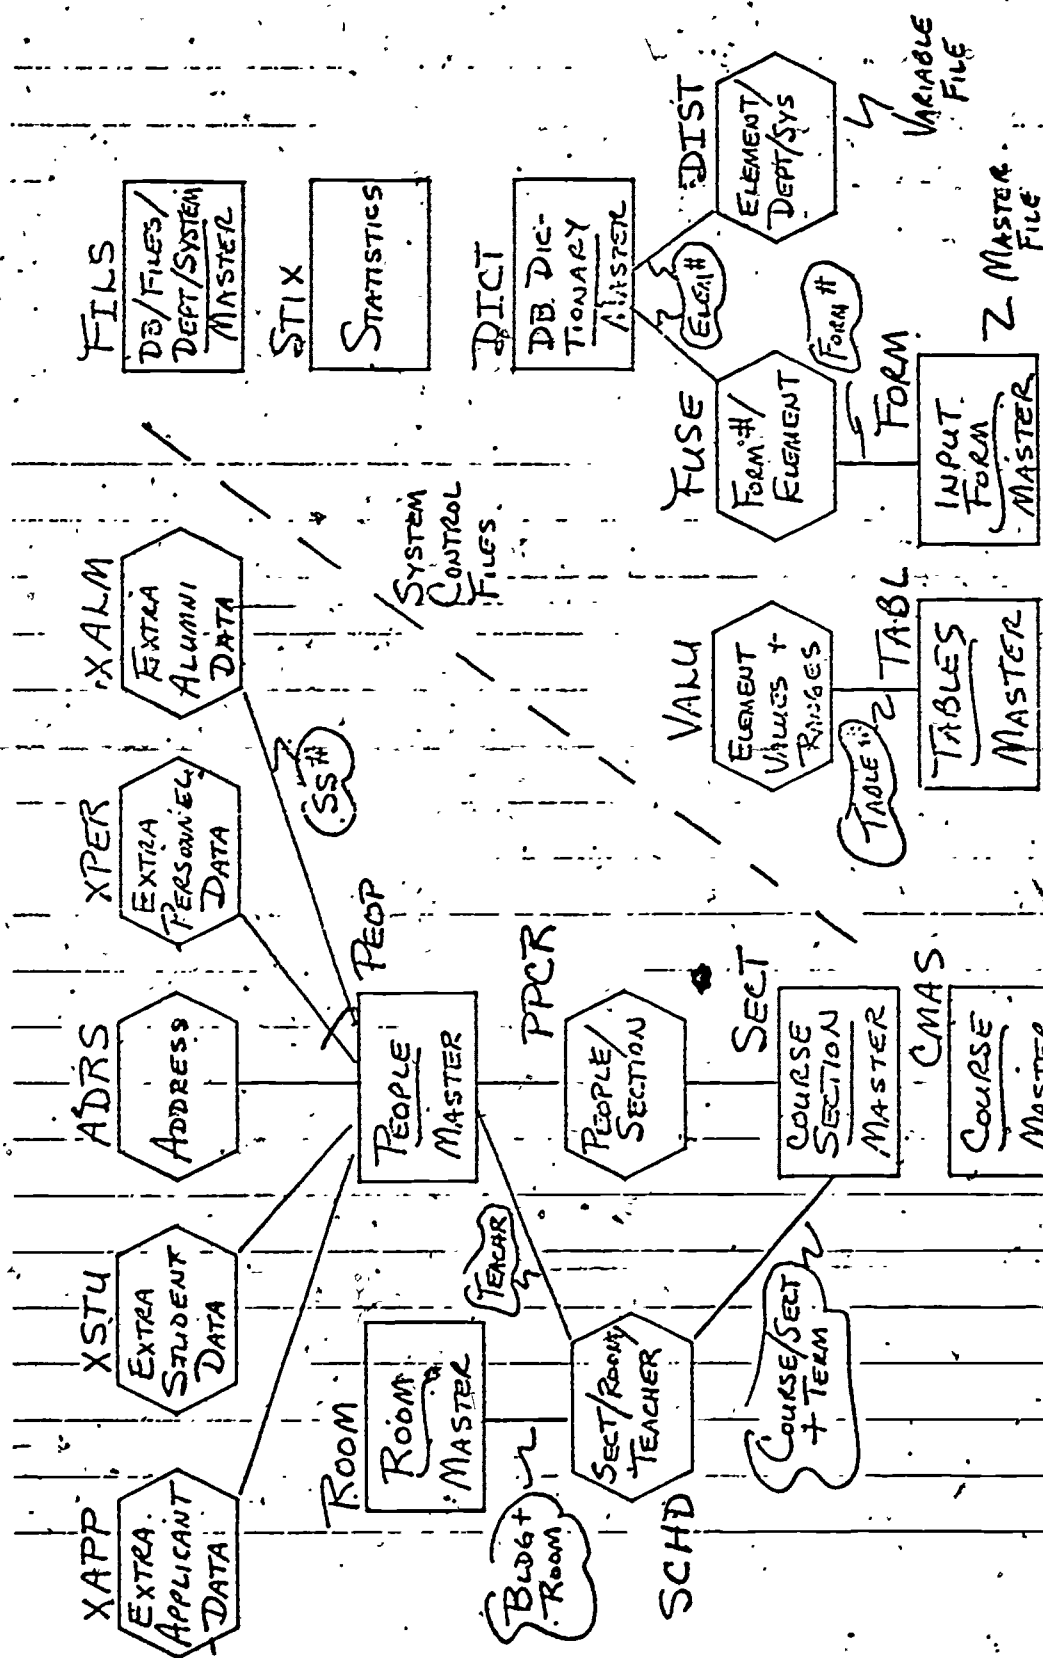 XAPP
EXTRA
APPLICANT
DATA
XSTU
EXTRA
STUDENT
DATA
ADRS
ADDRESS
XPER
EXTRA
PERSONNEL
DATA
XALM
EXTRA
ALUMNI
DATA
FILS
DB/FILES/
DEPT/SYSTEM
MASTER
STIX
STATISTICS
SS#
ROOM
ROOM
MASTER
PEOPLE
MASTER
PEOP
SYSTEM
CONTROL
FILES.
DICT
DB DIC-
TIONARY
MASTER
BLDG+
ROOM
TEACHR
PPCR
PEOPLE/
SECTION
ELEM#
SCHD
SECT/ROOM/
TEACHER
VALU
ELEMENT
VALUES +
RANGES
FUSE
FORM #/
ELEMENT
DIST
ELEMENT/
DEPT/SYS
COURSE/SECT
+ TERM
SECT
COURSE
SECTION
MASTER
TABLE #
FORM #
VARIABLE
FILE
CMAS
COURSE
MASTER
TABL
TABLES
MASTER
FORM
INPUT
FORM
MASTER
MASTER
FILE